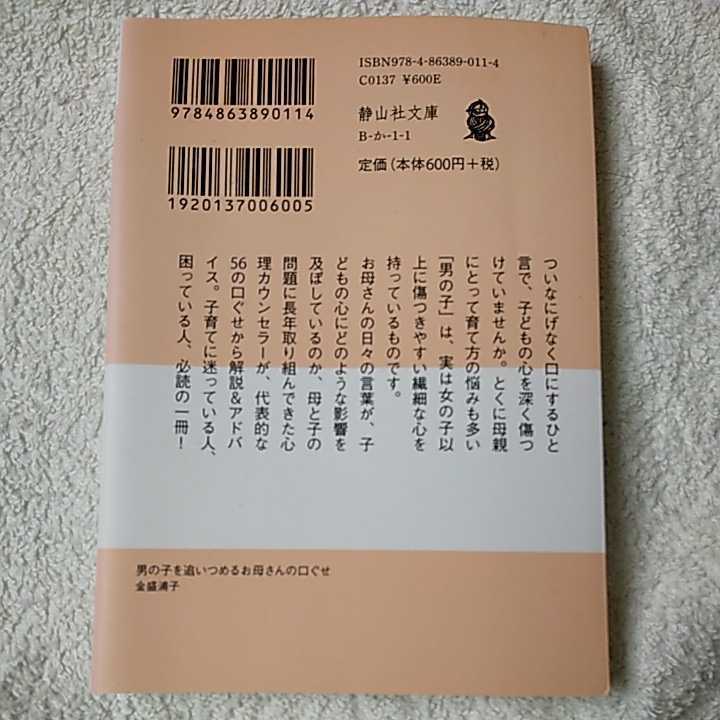 ISBN978-4-86389-011-4
C0137 ¥600E
9784863890114
静山社文庫
B-か-1-1
定価(本体600円+税)
1920137006005
ついなにげなく口にするひと
言で、子どもの心を深く傷つ
けていませんか。とくに母親
にとって育て方の悩みも多い
「男の子」は、実は女の子以
上に傷つきやすい繊細な心を
持っているものです。
お母さんの日々の言葉が、子
どもの心にどのような影響を
及ぼしているのか、母と子の
問題に長年取り組んできた心
理カウンセラーが、代表的な
56の口ぐせから解説&アドバ
イス。子育てに迷っている人、
困っている人、必読の一冊!
男の子を追いつめるお母さんの口ぐせ
金盛浦子